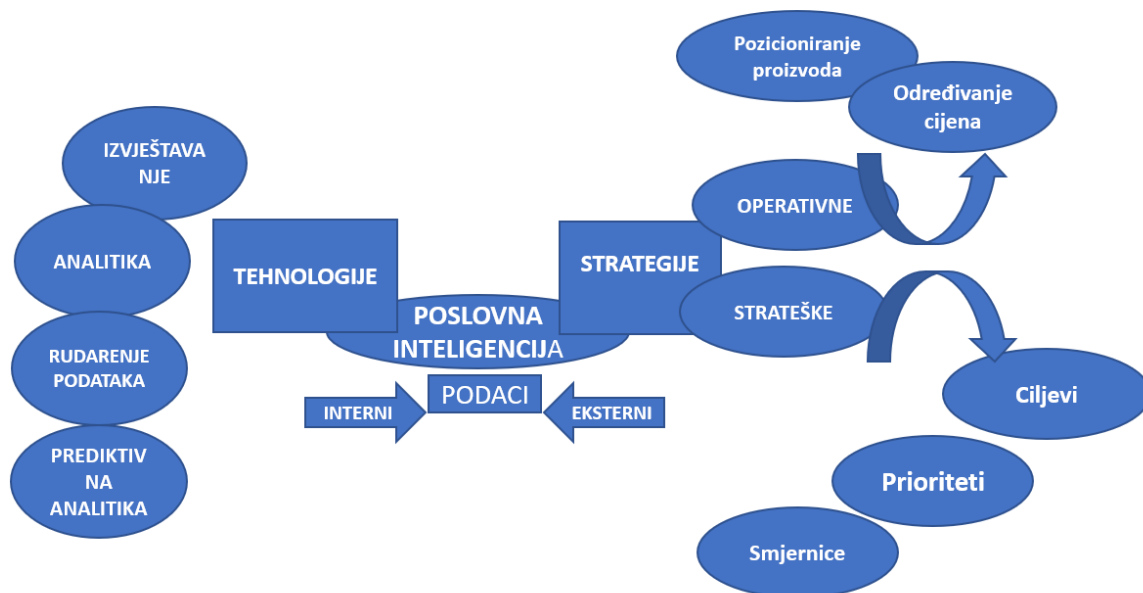 Pozicioniranje
proizvoda
Određivanje
cijena
IZVJEŠTAVA
NJE
ANALITIKA
RUDARENJE
PODATAKA
PREDIKTIV
NA
ANALITIKA
TEHNOLOGIJE
POSLOVNA
INTELIGENCIJA
STRATEGIJE
OPERATIVNE
STRATEŠKE
INTERNI
PODACI
EKSTERNI
Ciljevi
Prioriteti
Smjernice